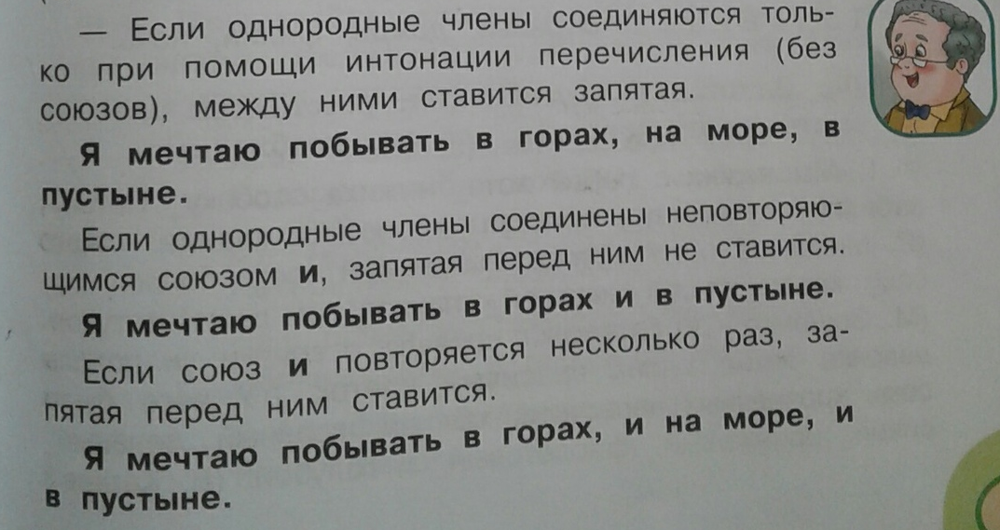 — Если однородные члены соединяются толь-
ко при помощи интонации перечисления (без
союзов), между ними ставится запятая.
Я мечтаю побывать в горах, на море, в
пустыне.
Если однородные члены соединены неповторяю-
щимся союзом и, запятая перед ним не ставится.
Я мечтаю побывать в горах и в пустыне.
Если союз и повторяется несколько раз, за-
пятая перед ним ставится.
Я мечтаю побывать в горах, и на море, и
в пустыне.